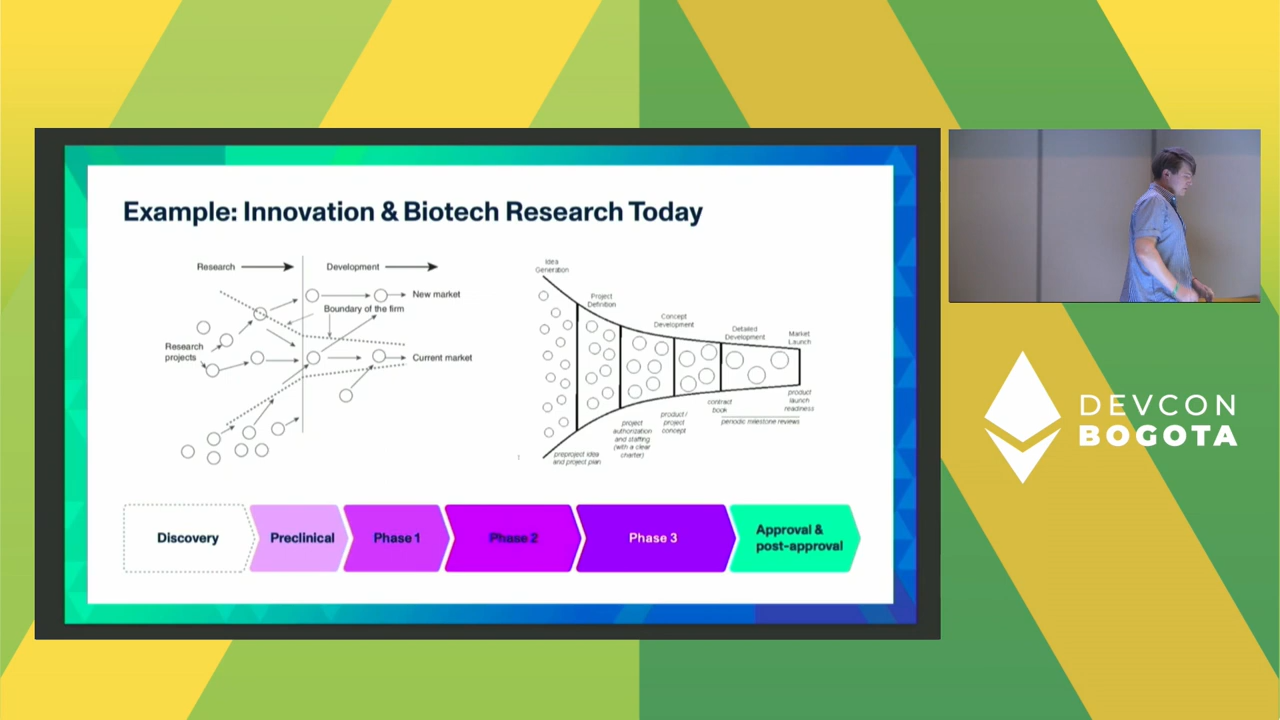 Example: Innovation & Biotech Research Today
Research
Development
New market
Boundary of the firm
Research
projects
Current market
Idea
Generation
Project
Definition
Concept
Development
Detailed
Development
Market
Launch
preproject idea
and project plan
project
authorization
and staffing
(with a clear
charter)
product /
project
concept
contract
book
periodic milestone reviews
product
launch
readiness
Discovery
Preclinical
Phase 1
Phase 2
Phase 3
Approval &
post-approval
DEVCON
BOGOTA